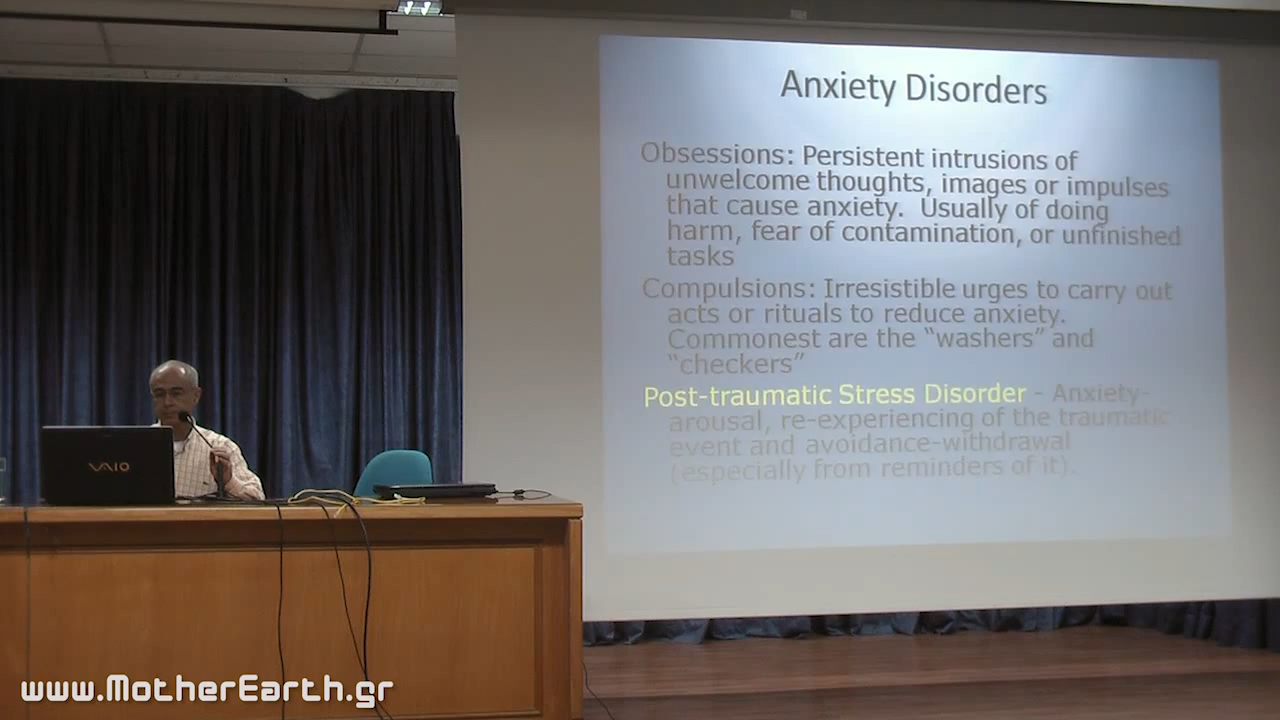 Anxiety Disorders
Obsessions: Persistent intrusions of
unwelcome thoughts, images or impulses
that cause anxiety. Usually of doing
harm, fear of contamination, or unfinished
tasks
Compulsions: Irresistible urges to carry out
acts or rituals to reduce anxiety.
Commonest are the “washers” and
“checkers”
Post-traumatic Stress Disorder - Anxiety-
arousal, re-experiencing of the traumatic
event and avoidance-withdrawal
(especially from reminders of it).
VAIO
www.MotherEarth.gr